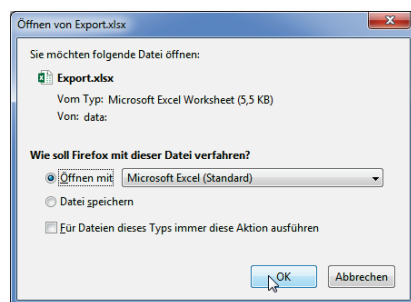 Öffnen von Export.xlsx
Sie möchten folgende Datei öffnen:
Export.xlsx
Vom Typ: Microsoft Excel Worksheet (5,5 KB)
Von: data:
Wie soll Firefox mit dieser Datei verfahren?
Öffnen mit Microsoft Excel (Standard)
Datei speichern
Für Dateien dieses Typs immer diese Aktion ausführen
OK Abbrechen